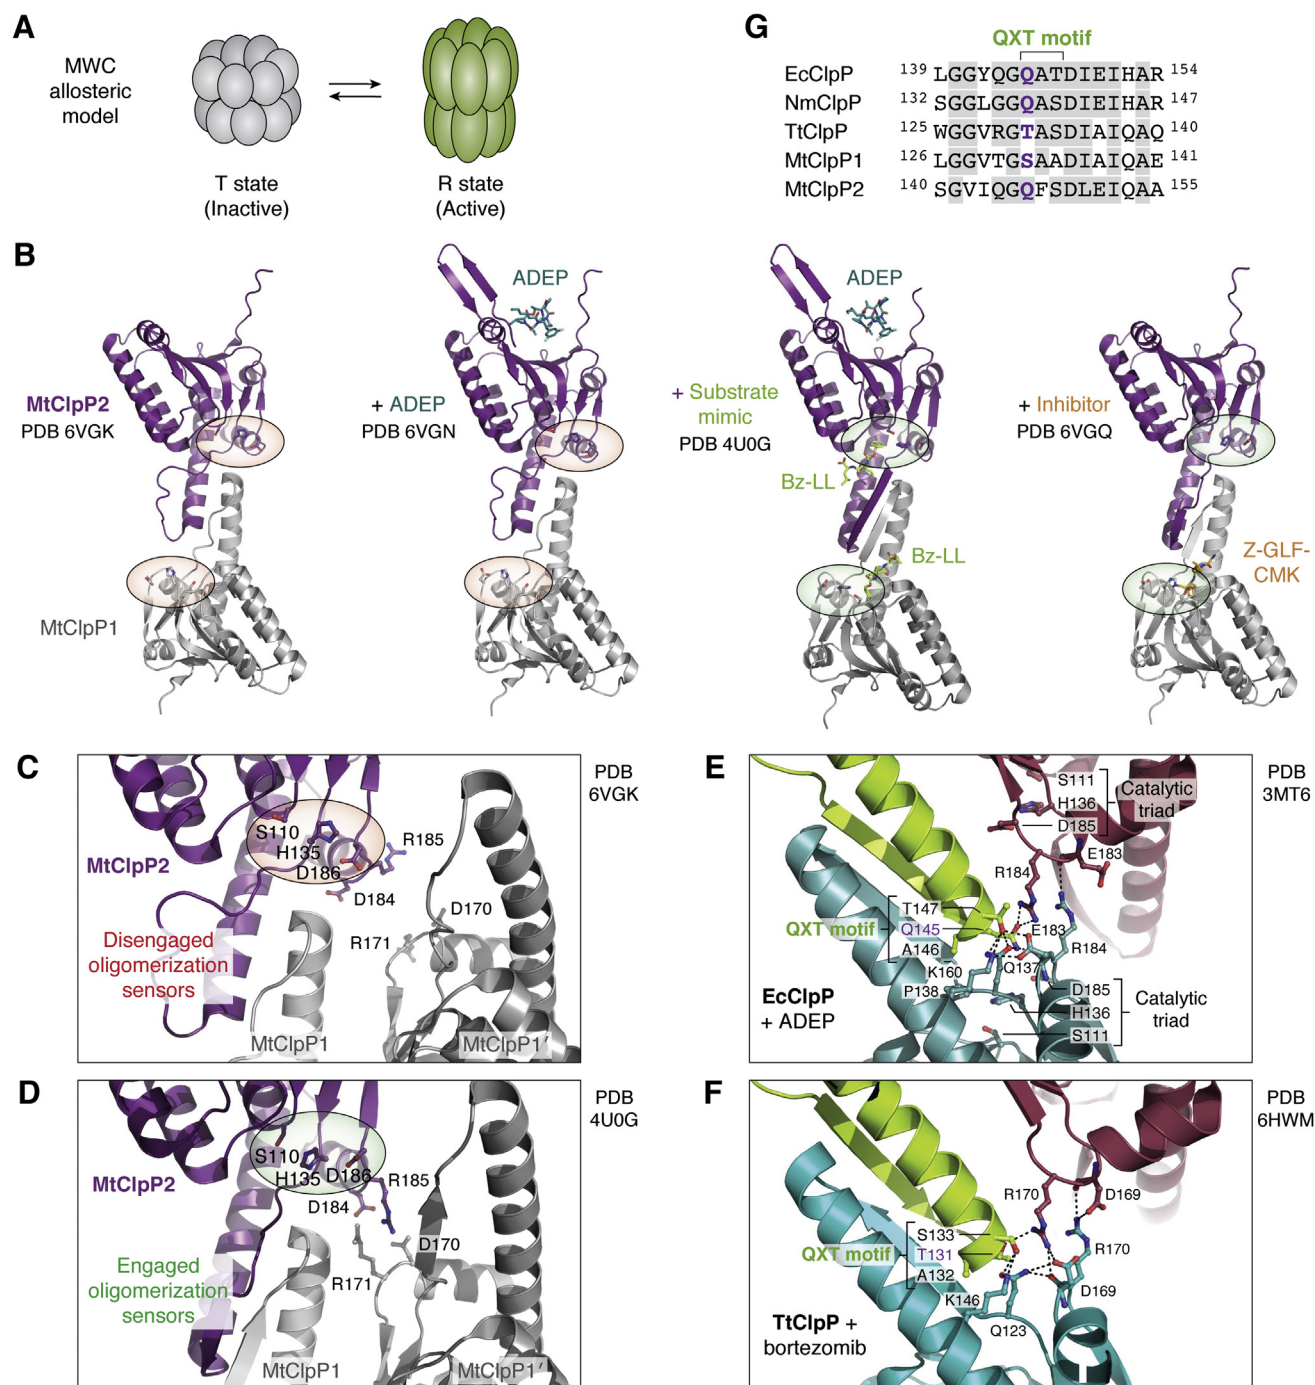 A
MWC
allosteric
model
T state
(Inactive)
R state
(Active)
G
QXT motif
EcClpP 139 LGGYQGQATDIEIHAR 154
NmClpP 132 SGGLGGQASDIEIHAR 147
TtClpP 125 WGGVRGTASDIAIQAQ 140
MtClpP1 126 LGGVTGSAADIAIQAE 141
MtClpP2 140 SGVIQGQFSDLEIQAA 155
B
MtClpP2
PDB 6VGK
MtClpP1
ADEP
+ ADEP
PDB 6VGN
ADEP
+ Substrate
mimic
PDB 4U0G
Bz-LL
Bz-LL
+ Inhibitor
PDB 6VGQ
Z-GLF-
CMK
C
PDB
6VGK
S110
H135
D186
R185
D184
MtClpP2
D170
R171
Disengaged
oligomerization
sensors
MtClpP1
MtClpP1′
D
PDB
4U0G
S110
H135
D186
R185
D184
MtClpP2
D170
R171
Engaged
oligomerization
sensors
MtClpP1
MtClpP1′
E
PDB
3MT6
S111
H136
D185
Catalytic
triad
E183
R184
T147
QXT motif
Q145
A146
E183
R184
K160
Q137
P138
EcClpP
+ ADEP
D185
H136
S111
Catalytic
triad
F
PDB
6HWM
R170
D169
S133
QXT motif
T131
A132
R170
D169
K146
Q123
TtClpP +
bortezomib